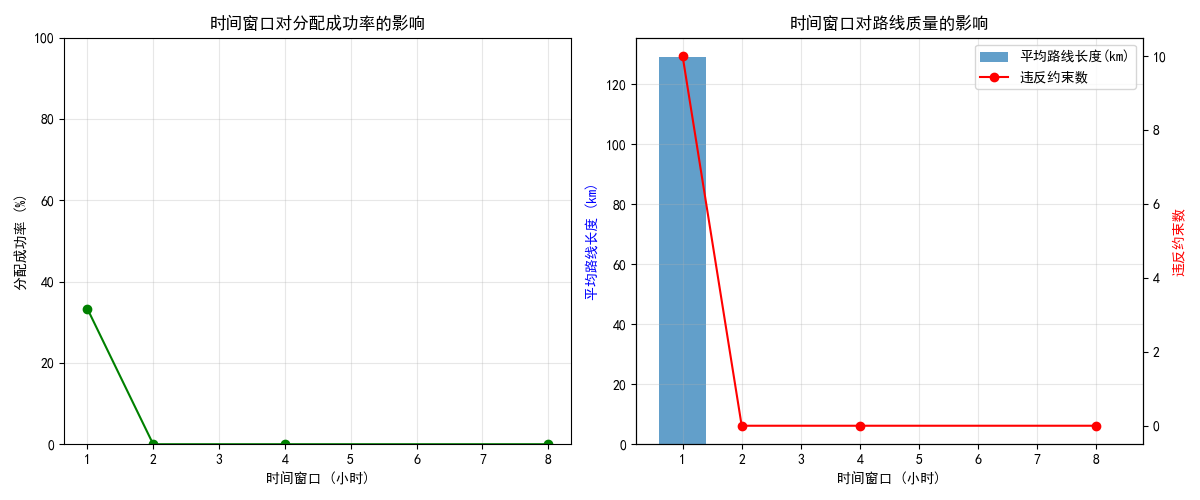 时间窗口对分配成功率的影响
100
80
60
40
20
0
分配成功率 (%)
1 2 3 4 5 6 7 8
时间窗口 (小时)
时间窗口对路线质量的影响
平均路线长度(km)
违反约束数
120
100
80
60
40
20
0
平均路线长度 (km)
10
8
6
4
2
0
违反约束数
1 2 3 4 5 6 7 8
时间窗口 (小时)